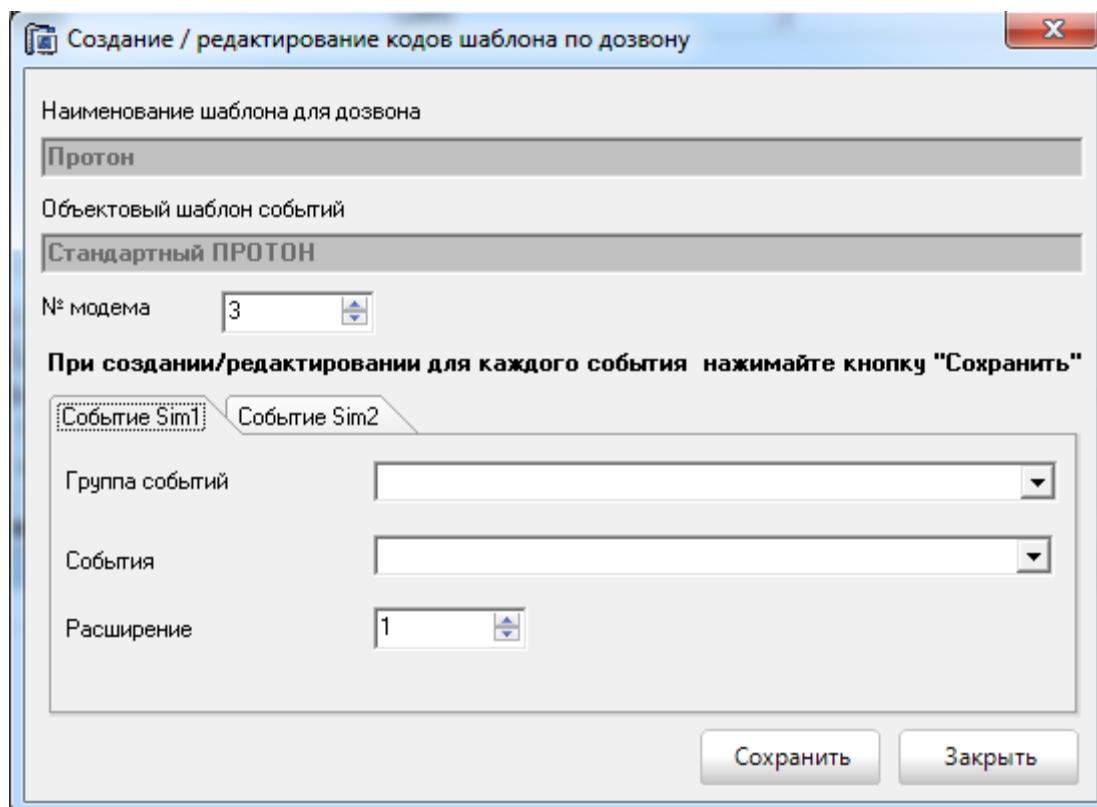 Создание / редактирование кодов шаблона по дозвону
Наименование шаблона для дозвона
Протон
Объектовый шаблон событий
Стандартный ПРОТОН
№ модема 3
При создании/редактировании для каждого события нажимайте кнопку "Сохранить"
Событие Sim1 Событие Sim2
Группа событий
События
Расширение 1
Сохранить Закрыть